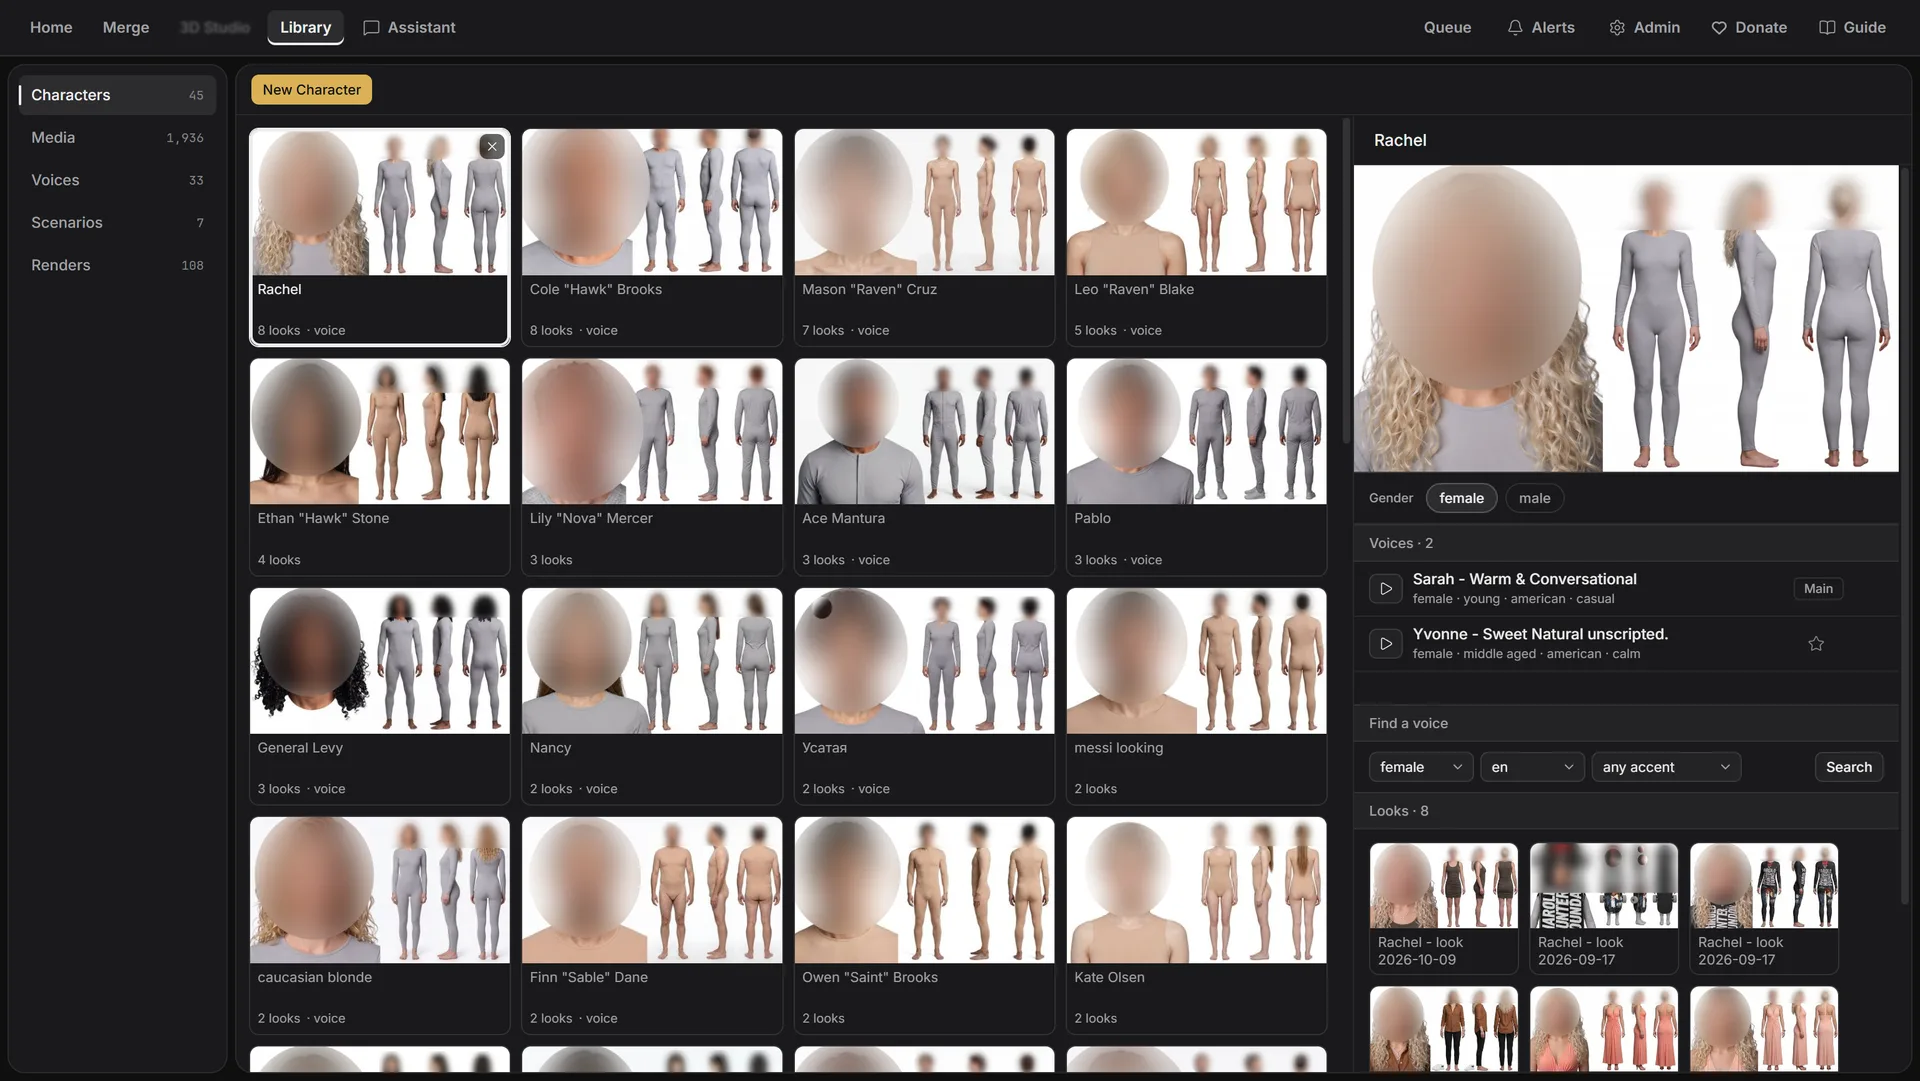 Home Merge 3D Studio Library Assistant Queue Alerts Admin Donate Guide
Characters 45
Media 1,936
Voices 33
Scenarios 7
Renders 108
New Character
Rachel
8 looks · voice
Cole "Hawk" Brooks
8 looks · voice
Mason "Raven" Cruz
7 looks · voice
Leo "Raven" Blake
5 looks · voice
Ethan "Hawk" Stone
4 looks
Lily "Nova" Mercer
3 looks
Ace Mantura
3 looks · voice
Pablo
3 looks · voice
General Levy
3 looks · voice
Nancy
2 looks · voice
Усатая
2 looks · voice
messi looking
2 looks
caucasian blonde
2 looks · voice
Finn "Sable" Dane
2 looks · voice
Owen "Saint" Brooks
2 looks
Kate Olsen
2 looks
Rachel
Gender female male
Voices · 2
Sarah - Warm & Conversational
female · young · american · casual
Main
Yvonne - Sweet Natural unscripted.
female · middle aged · american · calm
Find a voice
female en any accent Search
Looks · 8
Rachel - look
2026-10-09
Rachel - look
2026-09-17
Rachel - look
2026-09-17